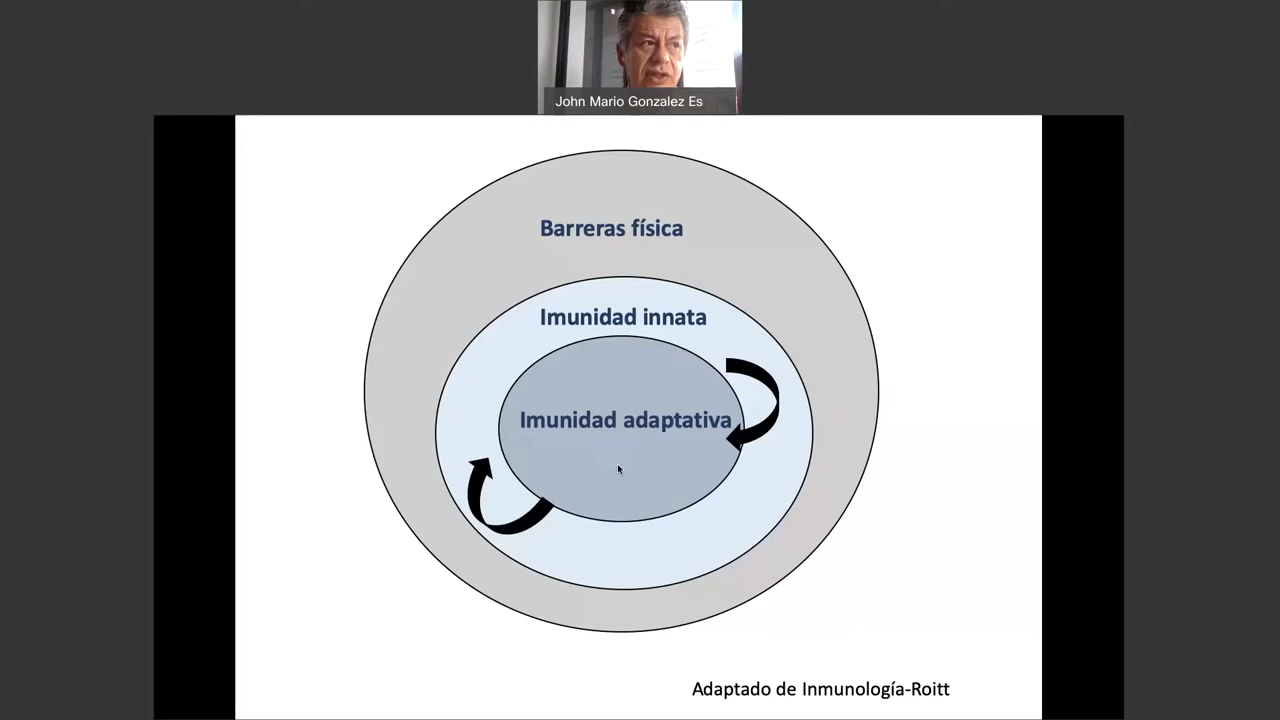 John Mario Gonzalez Es
Barreras física
Imunidad innata
Imunidad adaptativa
Adaptado de Inmunología-Roitt